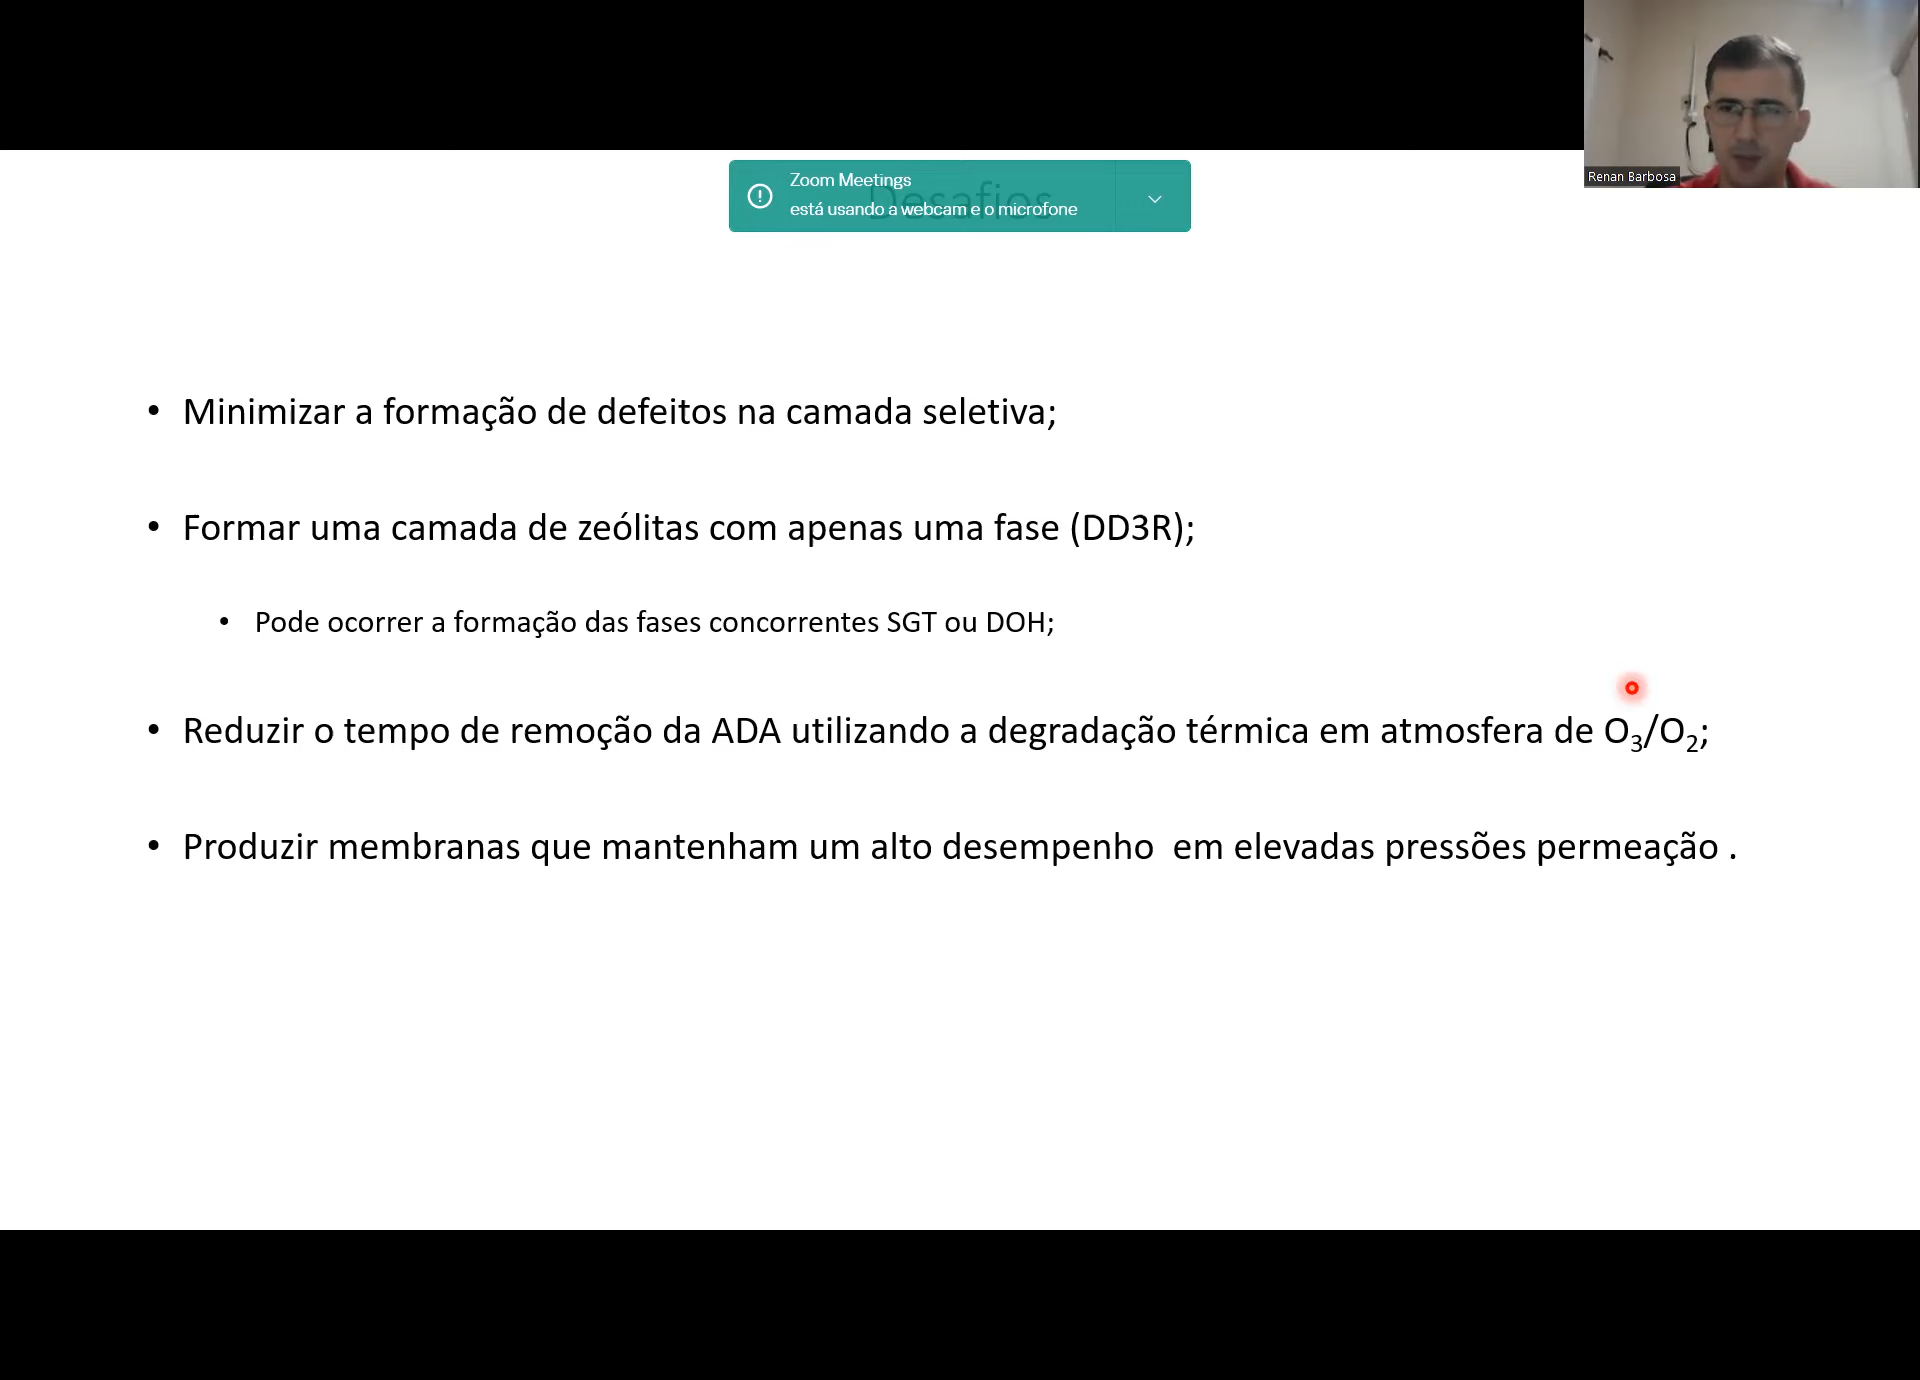 Renan Barbosa
Desafios
Zoom Meetings
está usando a webcam e o microfone
• Minimizar a formação de defeitos na camada seletiva;
• Formar uma camada de zeólitas com apenas uma fase (DD3R);
• Pode ocorrer a formação das fases concorrentes SGT ou DOH;
• Reduzir o tempo de remoção da ADA utilizando a degradação térmica em atmosfera de O₃/O₂;
• Produzir membranas que mantenham um alto desempenho  em elevadas pressões permeação .